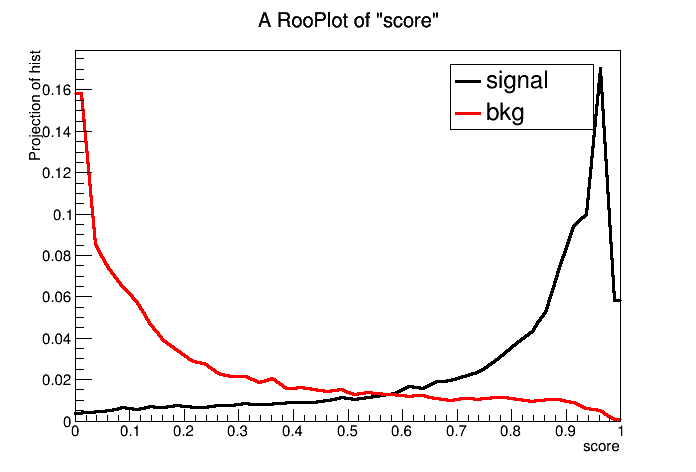 A RooPlot of "score"
Projection of hist
signal
bkg
0.16
0.14
0.12
0.1
0.08
0.06
0.04
0.02
0
0 0.1 0.2 0.3 0.4 0.5 0.6 0.7 0.8 0.9 1
score